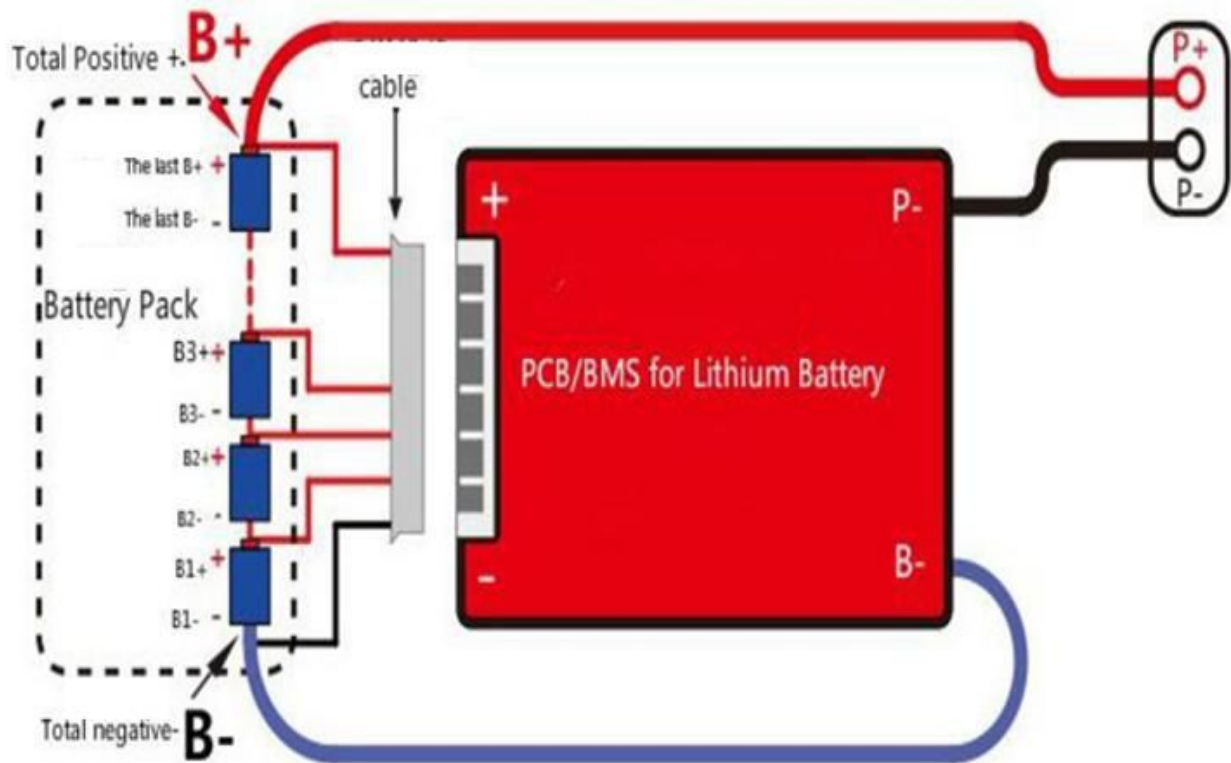 B+
Total Positive +.
cable
P+
P-
The last B+ +
The last B- -
+
P-
Battery Pack
B3+ +
B3- -
B2+ +
B2- -
B1+ +
B1- -
PCB/BMS for Lithium Battery
B-
-
Total negative- B-